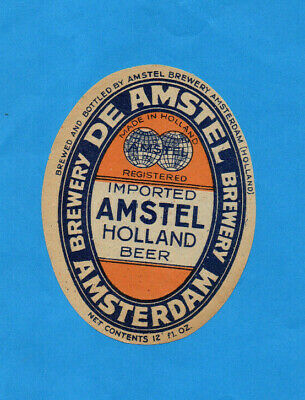 BREWED AND BOTTLED BY AMSTEL BREWERY AMSTERDAM (HOLLAND)
BREWERY DE AMSTEL BREWERY
MADE IN HOLLAND
AMSTEL
REGISTERED
IMPORTED
AMSTEL
HOLLAND
BEER
AMSTERDAM
NET CONTENTS 12 fl. oz.